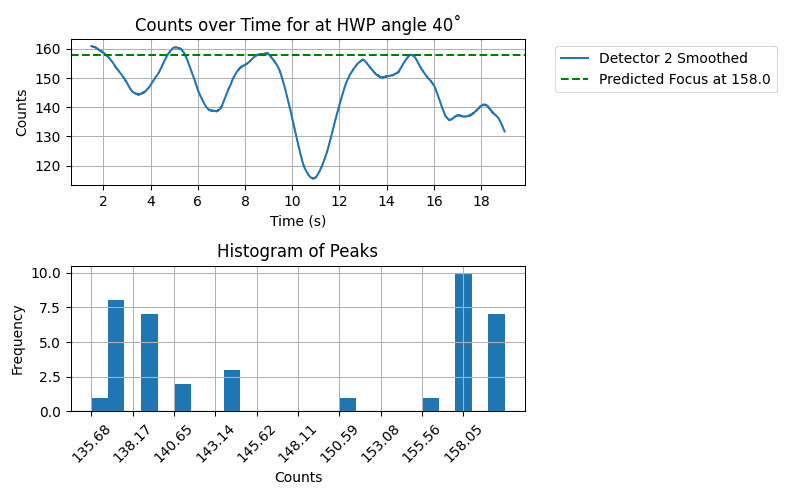 Counts over Time for at HWP angle 40˚
160
150
140
130
120
Counts
2 4 6 8 10 12 14 16 18
Time (s)
Detector 2 Smoothed
Predicted Focus at 158.0
Histogram of Peaks
10.0
7.5
5.0
2.5
0.0
Frequency
135.68 138.17 140.65 143.14 145.62 148.11 150.59 153.08 155.56 158.05
Counts